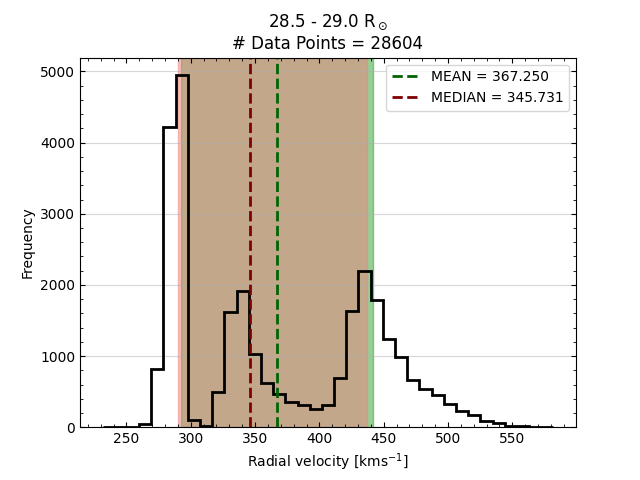 28.5 - 29.0 R⊙
# Data Points = 28604
MEAN = 367.250
MEDIAN = 345.731
Frequency
5000
4000
3000
2000
1000
0
250 300 350 400 450 500 550
Radial velocity [kms⁻¹]